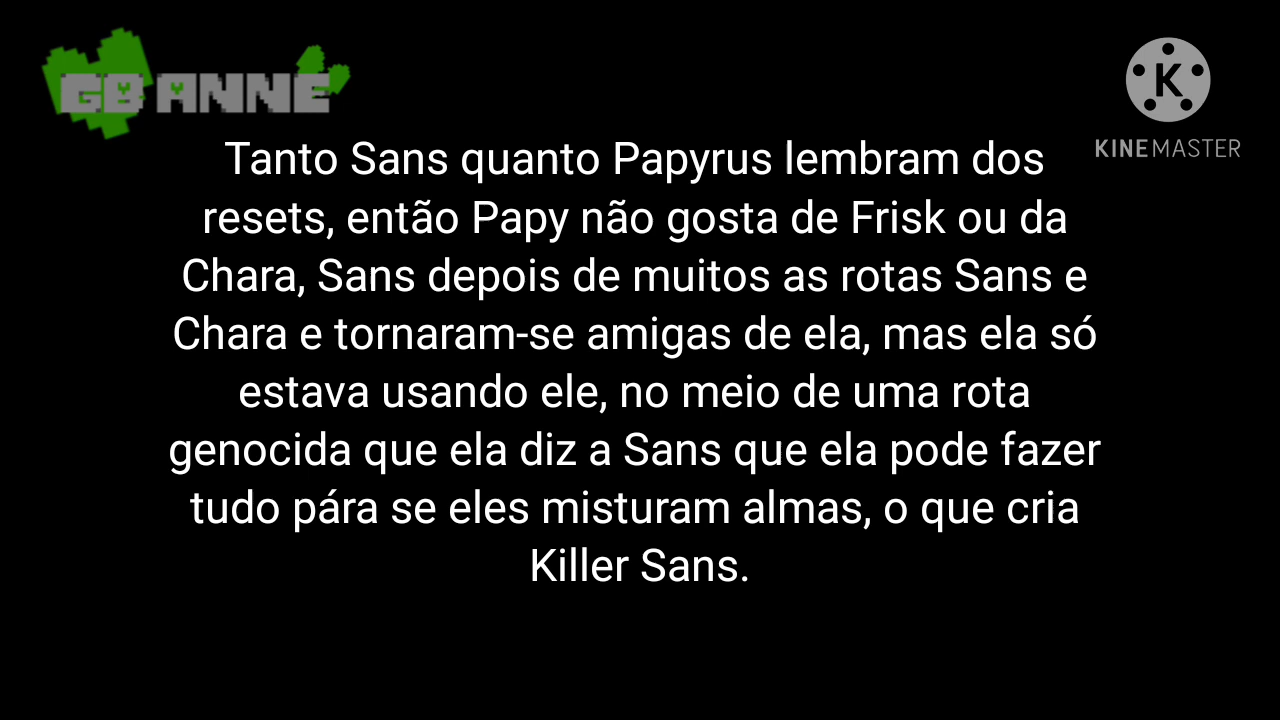 GB ANNE
K
KINEMASTER
Tanto Sans quanto Papyrus lembram dos
resets, então Papy não gosta de Frisk ou da
Chara, Sans depois de muitos as rotas Sans e
Chara e tornaram-se amigas de ela, mas ela só
estava usando ele, no meio de uma rota
genocida que ela diz a Sans que ela pode fazer
tudo pára se eles misturam almas, o que cria
Killer Sans.